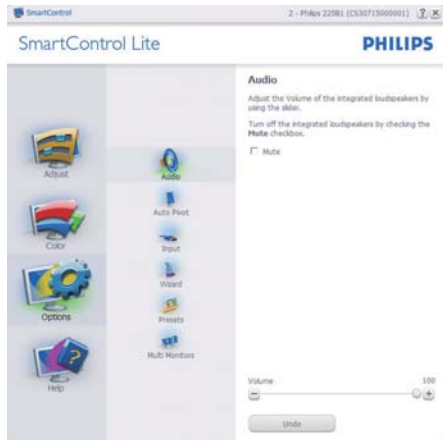 SmartControl
2 - Philips 225B1 (CS30715000001)
SmartControl Lite
PHILIPS
Adjust
Color
Options
Help
Audio
Auto Pivot
Input
Wizard
Presets
Multi Monitors
Audio
Adjust the Volume of the integrated loudspeakers by
using the slider.
Turn off the integrated loudspeakers by checking the
Mute checkbox.
Mute
Volume
100
Undo